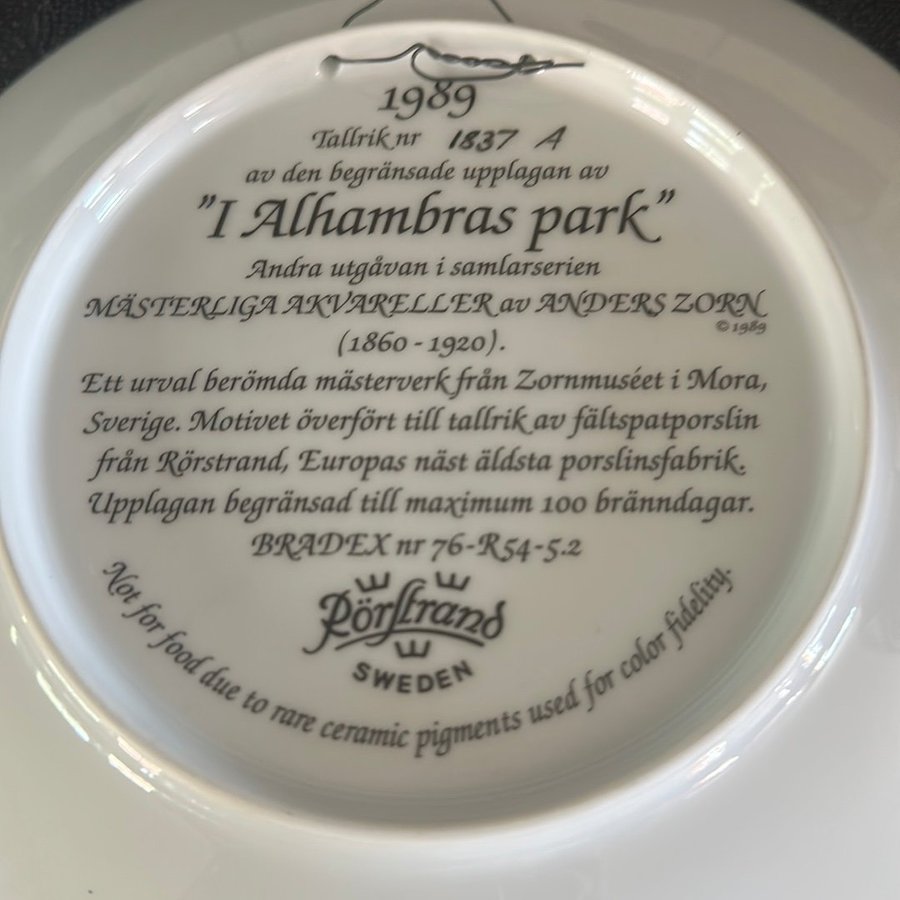 1989
Tallrik nr 1837 A
av den begränsade upplagan av
"I Alhambras park"
Andra utgåvan i samlarserien
MÄSTERLIGA AKVARELLER av ANDERS ZORN
© 1989
(1860 - 1920).
Ett urval berömda mästerverk från Zornmuséet i Mora,
Sverige. Motivet överfört till tallrik av fältspatporslin
från Rörstrand, Europas näst äldsta porslinsfabrik.
Upplagan begränsad till maximum 100 bränndagar.
BRADEX nr 76-R54-5.2
Rörstrand
SWEDEN
Not for food due to rare ceramic pigments used for color fidelity.